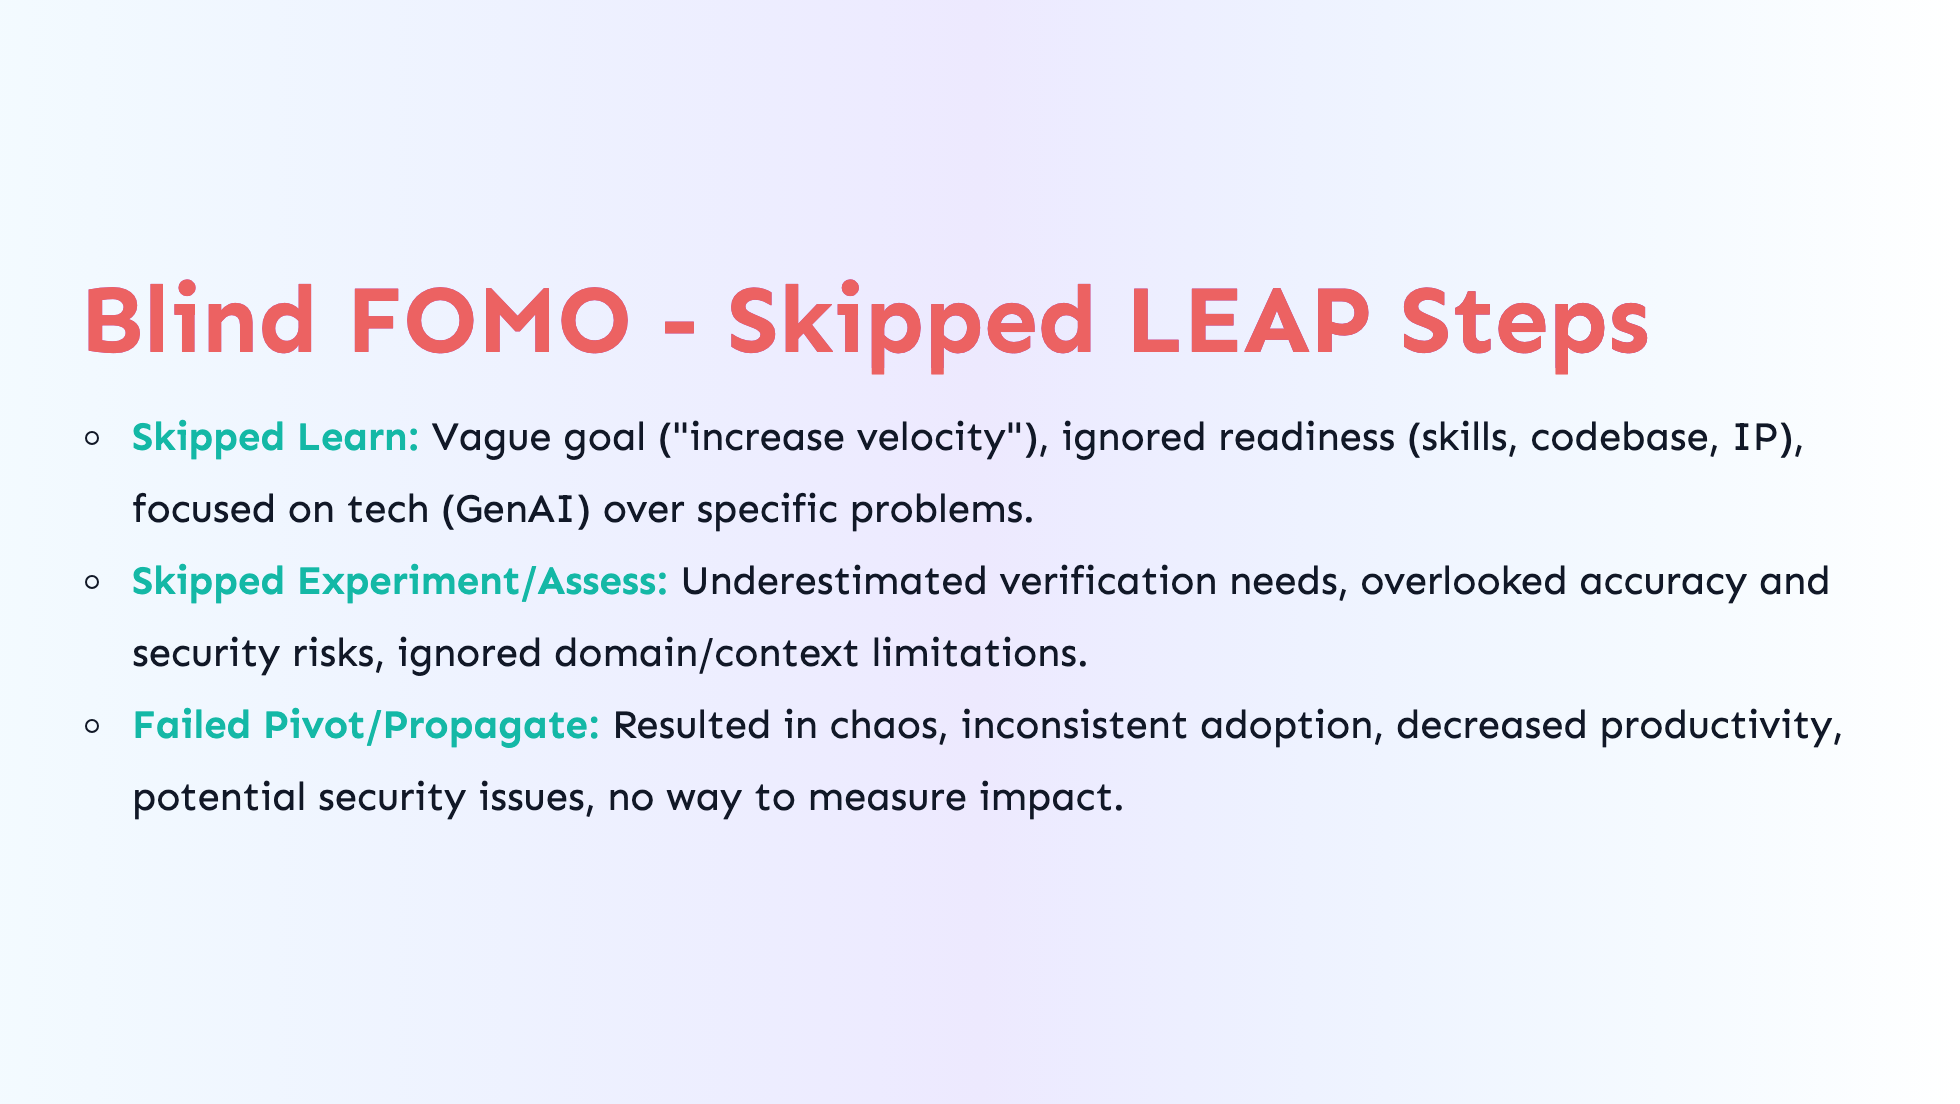 Blind FOMO - Skipped LEAP Steps
Skipped Learn: Vague goal ("increase velocity"), ignored readiness (skills, codebase, IP),
focused on tech (GenAI) over specific problems.
Skipped Experiment/Assess: Underestimated verification needs, overlooked accuracy and
security risks, ignored domain/context limitations.
Failed Pivot/Propagate: Resulted in chaos, inconsistent adoption, decreased productivity,
potential security issues, no way to measure impact.